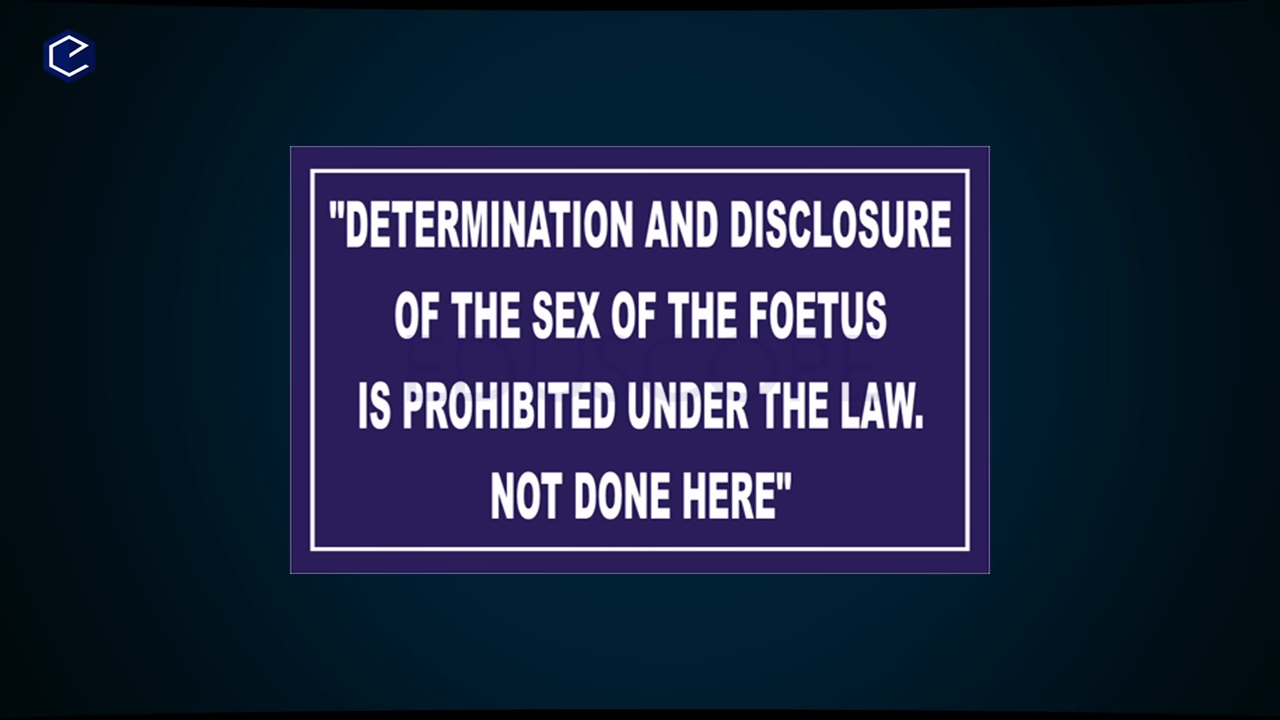 "DETERMINATION AND DISCLOSURE
OF THE SEX OF THE FOETUS
IS PROHIBITED UNDER THE LAW.
NOT DONE HERE"